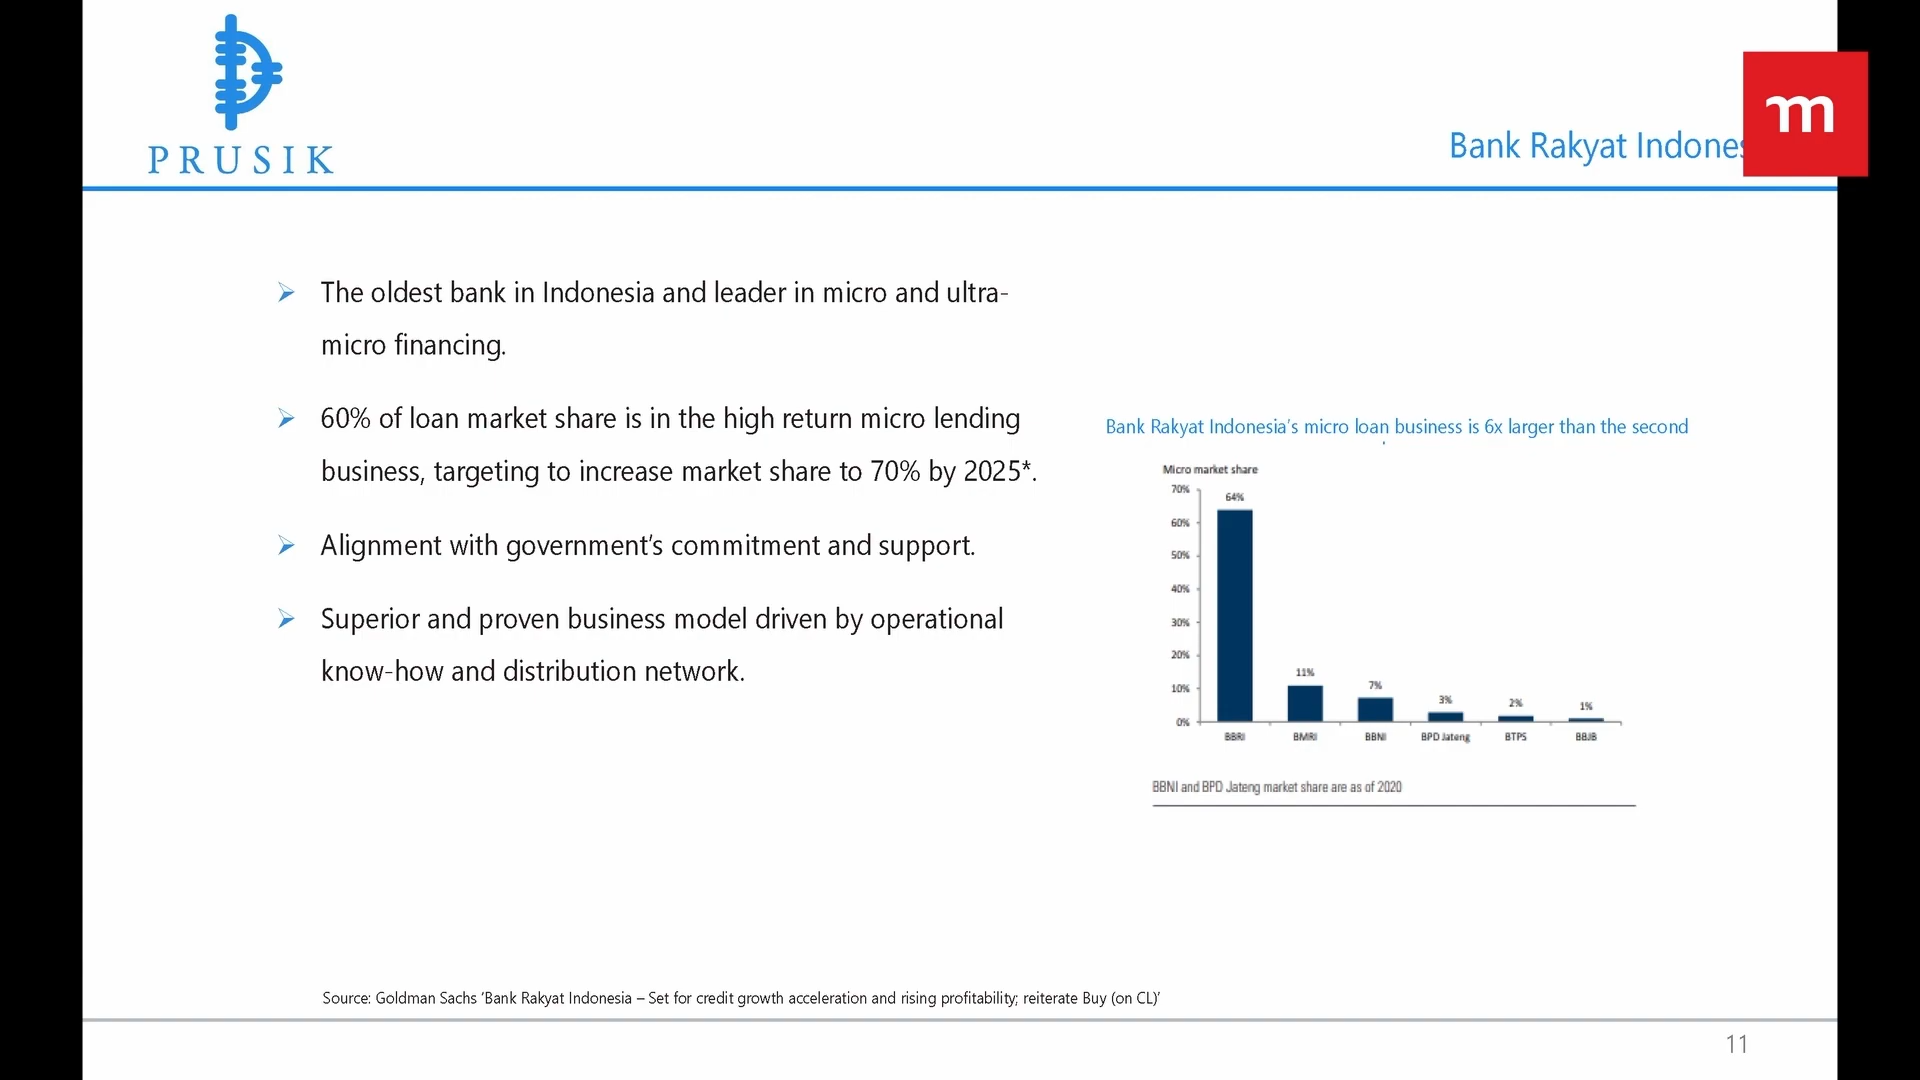 PRUSIK
m
Bank Rakyat Indones
The oldest bank in Indonesia and leader in micro and ultra-
micro financing.
60% of loan market share is in the high return micro lending
business, targeting to increase market share to 70% by 2025*.
Alignment with government’s commitment and support.
Superior and proven business model driven by operational
know-how and distribution network.
Bank Rakyat Indonesia’s micro loan business is 6x larger than the second
Micro market share
70%
60%
50%
40%
30%
20%
10%
0%
64%
11%
7%
3%
2%
1%
BBRI
BMRI
BBNI
BPD Jateng
BTPS
BBJB
BBNI and BPD Jateng market share are as of 2020
Source: Goldman Sachs ‘Bank Rakyat Indonesia – Set for credit growth acceleration and rising profitability; reiterate Buy (on CL)’
11